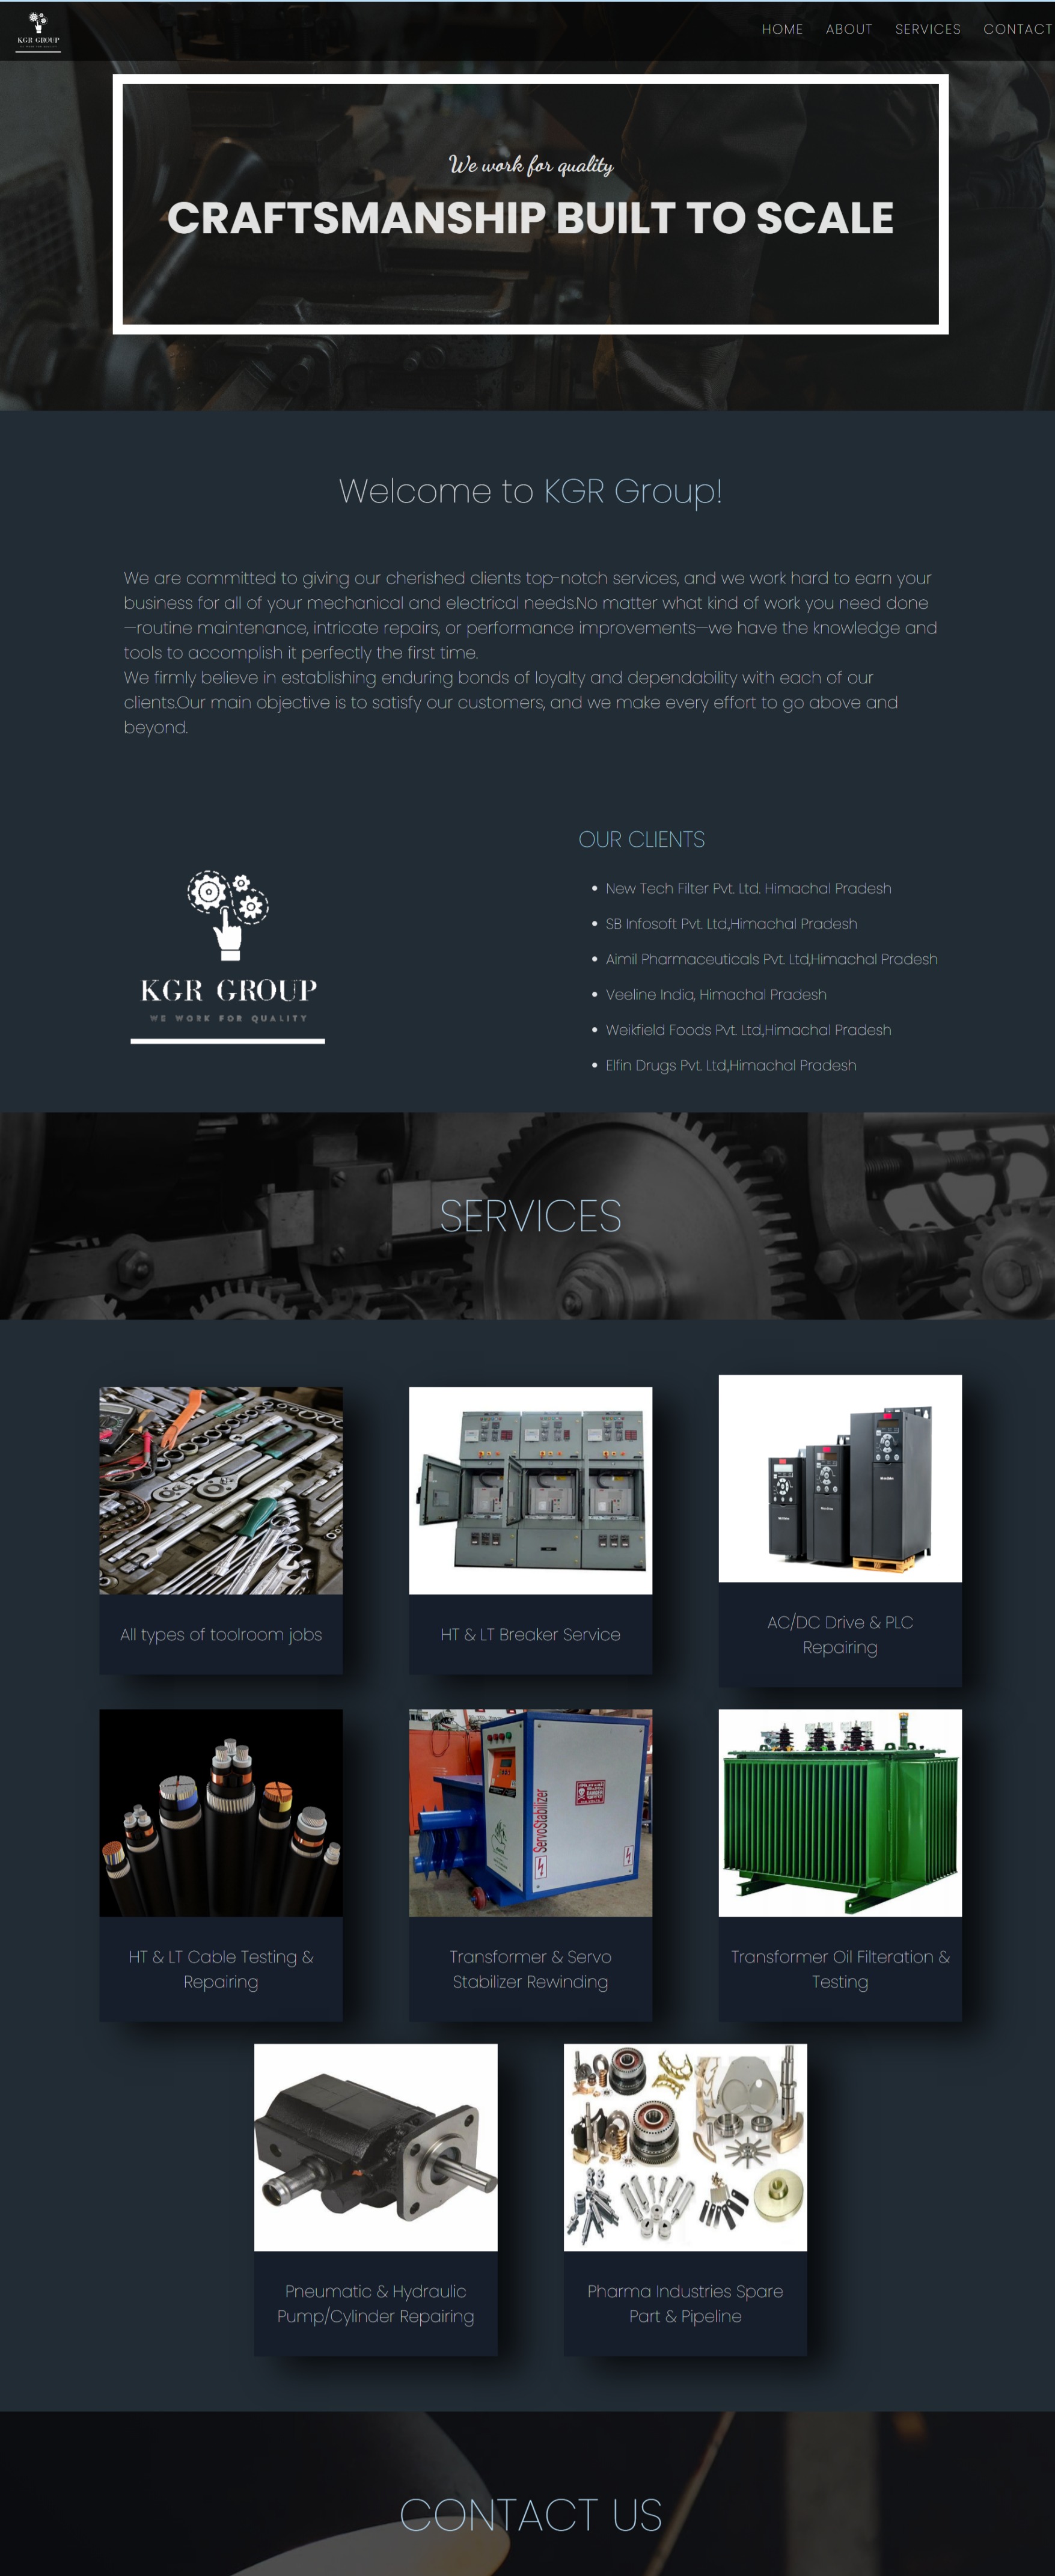 KGR GROUP
HOME ABOUT SERVICES CONTACT
We work for quality
CRAFTSMANSHIP BUILT TO SCALE
Welcome to KGR Group!
We are committed to giving our cherished clients top-notch services, and we work hard to earn your
business for all of your mechanical and electrical needs.No matter what kind of work you need done
—routine maintenance, intricate repairs, or performance improvements—we have the knowledge and
tools to accomplish it perfectly the first time.
We firmly believe in establishing enduring bonds of loyalty and dependability with each of our
clients.Our main objective is to satisfy our customers, and we make every effort to go above and
beyond.
KGR GROUP
WE WORK FOR QUALITY
OUR CLIENTS
• New Tech Filter Pvt. Ltd. Himachal Pradesh
• SB Infosoft Pvt. Ltd.,Himachal Pradesh
• Aimil Pharmaceuticals Pvt. Ltd,Himachal Pradesh
• Veeline India, Himachal Pradesh
• Weikfield Foods Pvt. Ltd.,Himachal Pradesh
• Elfin Drugs Pvt. Ltd.,Himachal Pradesh
SERVICES
All types of toolroom jobs
HT & LT Breaker Service
AC/DC Drive & PLC
Repairing
ServoStabilizer
DANGER
HT & LT Cable Testing &
Repairing
Transformer & Servo
Stabilizer Rewinding
Transformer Oil Filteration &
Testing
Pneumatic & Hydraulic
Pump/Cylinder Repairing
Pharma Industries Spare
Part & Pipeline
CONTACT US